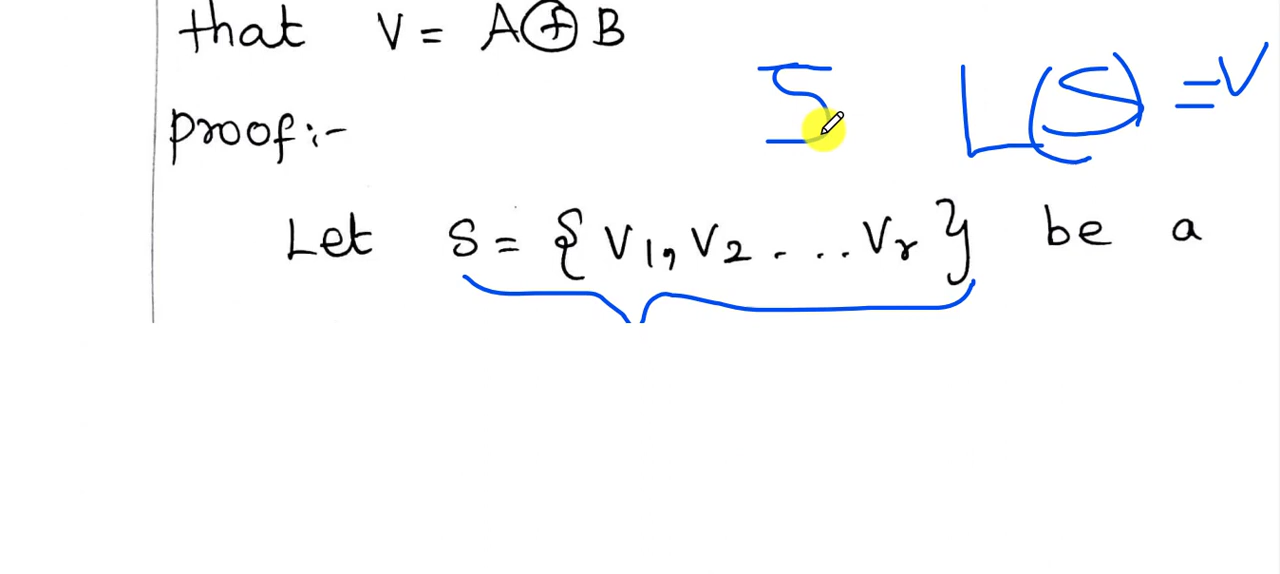 that V = A⊕B
S L(S) = V
proof:-
Let S = { V1, V2 . ... Vr } be a